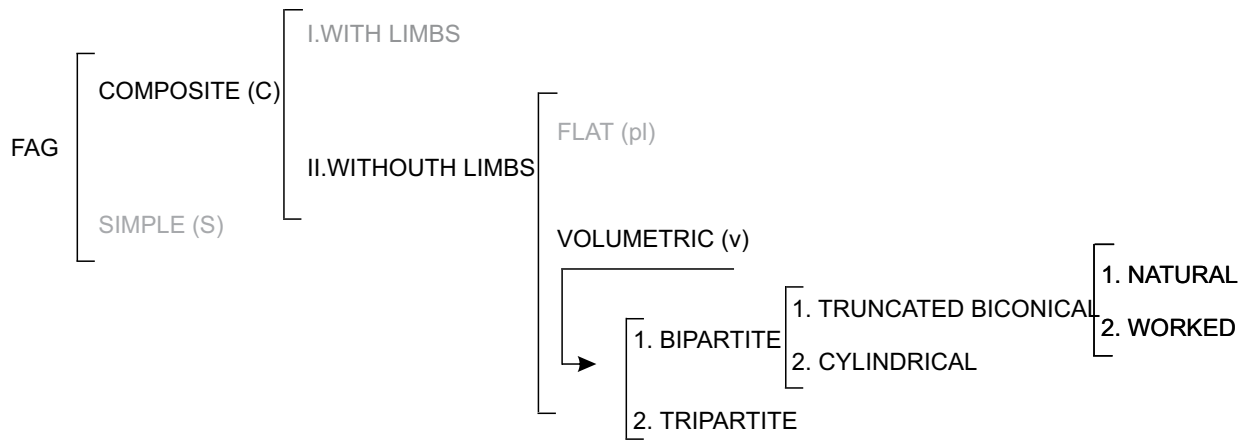 I.WITH LIMBS
COMPOSITE (C)
FLAT (pl)
FAG
II.WITHOUTH LIMBS
SIMPLE (S)
VOLUMETRIC (v)
1. NATURAL
1. TRUNCATED BICONICAL
2. WORKED
1. BIPARTITE
2. CYLINDRICAL
2. TRIPARTITE